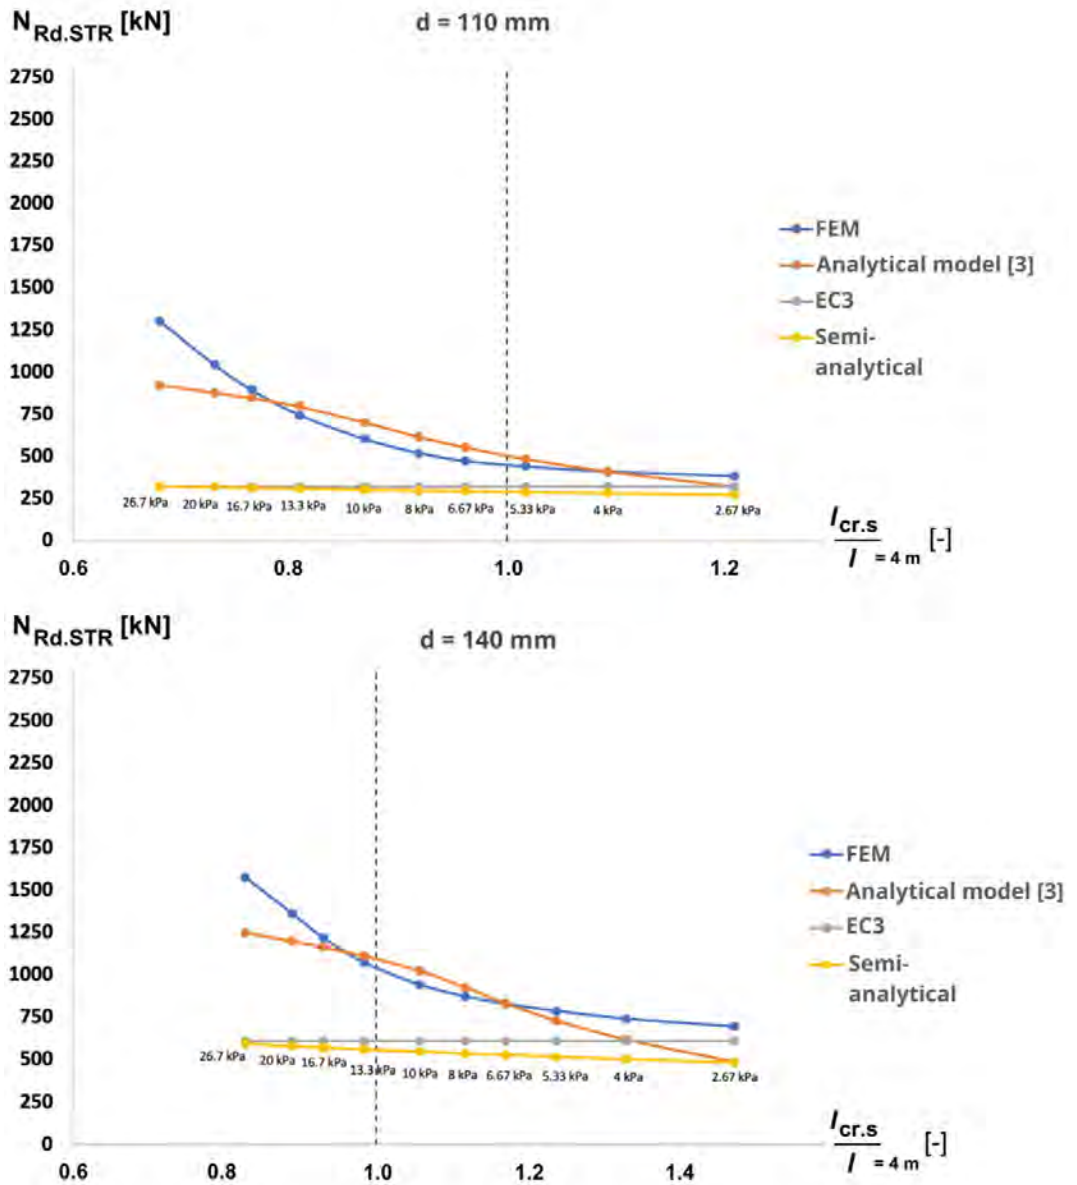 N Rd.STR [kN]
d = 110 mm
2750
2500
2250
2000
1750
1500
1250
1000
750
500
250
0
FEM
Analytical model [3]
EC3
Semi-
analytical
26.7 kPa 20 kPa 16.7 kPa 13.3 kPa 10 kPa 8 kPa 6.67 kPa 5.33 kPa 4 kPa 2.67 kPa
0.6 0.8 1.0 1.2
l cr.s
l = 4 m [-]
N Rd.STR [kN]
d = 140 mm
2750
2500
2250
2000
1750
1500
1250
1000
750
500
250
0
FEM
Analytical model [3]
EC3
Semi-
analytical
26.7 kPa 20 kPa 16.7 kPa 13.3 kPa 10 kPa 8 kPa 6.67 kPa 5.33 kPa 4 kPa 2.67 kPa
0.6 0.8 1.0 1.2 1.4
l cr.s
l = 4 m [-]